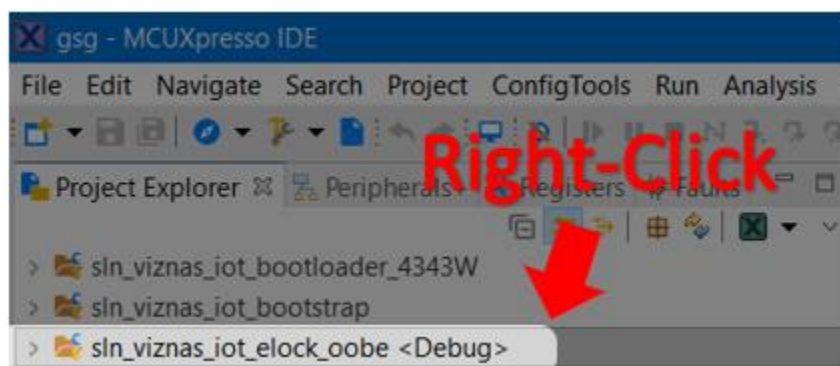 gsg - MCUXpresso IDE
File Edit Navigate Search Project ConfigTools Run Analysis
Right-Click
Project Explorer Peripherals+ Registers Faults
sln_viznas_iot_bootloader_4343W
sln_viznas_iot_bootstrap
sln_viznas_iot_elock_oobe <Debug>